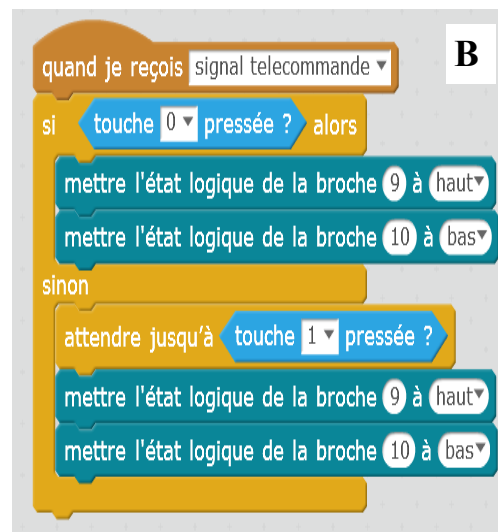 B
quand je reçois signal telecommande
si touche 0 pressée ? alors
mettre l'état logique de la broche 9 à haut
mettre l'état logique de la broche 10 à bas
sinon
attendre jusqu'à touche 1 pressée ?
mettre l'état logique de la broche 9 à haut
mettre l'état logique de la broche 10 à bas